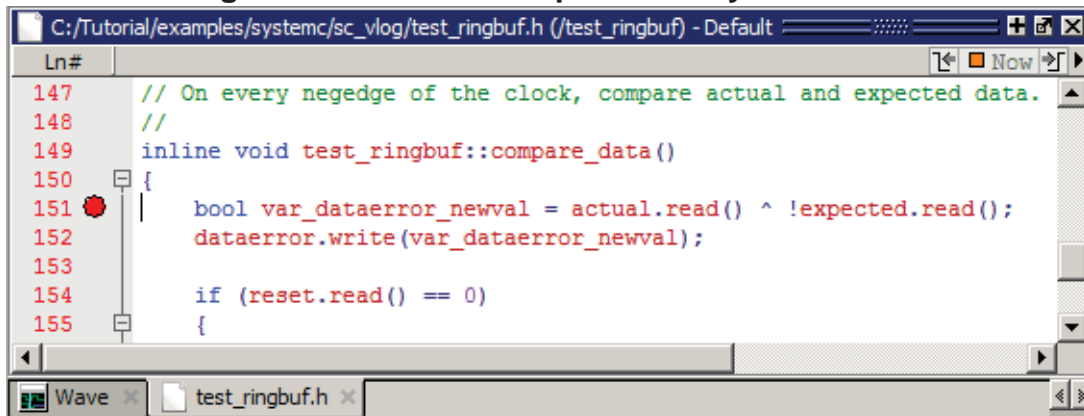 C:/Tutorial/examples/systemc/sc_vlog/test_ringbuf.h (/test_ringbuf) - Default
Ln#
Now
147 // On every negedge of the clock, compare actual and expected data.
148 //
149 inline void test_ringbuf::compare_data()
150 {
151 bool var_dataerror_newval = actual.read() ^ !expected.read();
152 dataerror.write(var_dataerror_newval);
153
154 if (reset.read() == 0)
155 {
Wave
test_ringbuf.h